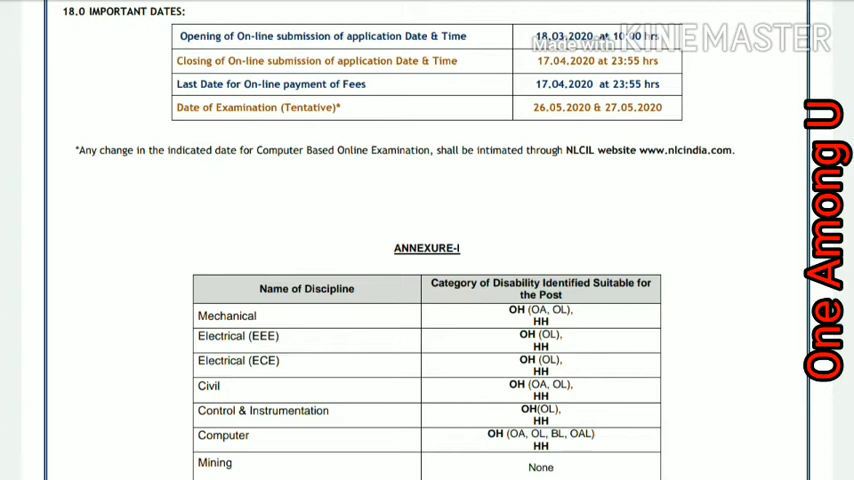 18.0 IMPORTANT DATES:
Opening of On-line submission of application Date & Time 18.03.2020 at 10:00 hrs
Made with KINEMASTER
Closing of On-line submission of application Date & Time 17.04.2020 at 23:55 hrs
Last Date for On-line payment of Fees 17.04.2020 at 23:55 hrs
Date of Examination (Tentative)* 26.05.2020 & 27.05.2020
*Any change in the indicated date for Computer Based Online Examination, shall be intimated through NLCIL website www.nlcindia.com.
One Among U
ANNEXURE-I
Name of Discipline Category of Disability Identified Suitable for
the Post
Mechanical OH (OA, OL),
HH
Electrical (EEE) OH (OL),
HH
Electrical (ECE) OH (OL),
HH
Civil OH (OA, OL),
HH
Control & Instrumentation OH(OL),
HH
Computer OH (OA, OL, BL, OAL)
HH
Mining None